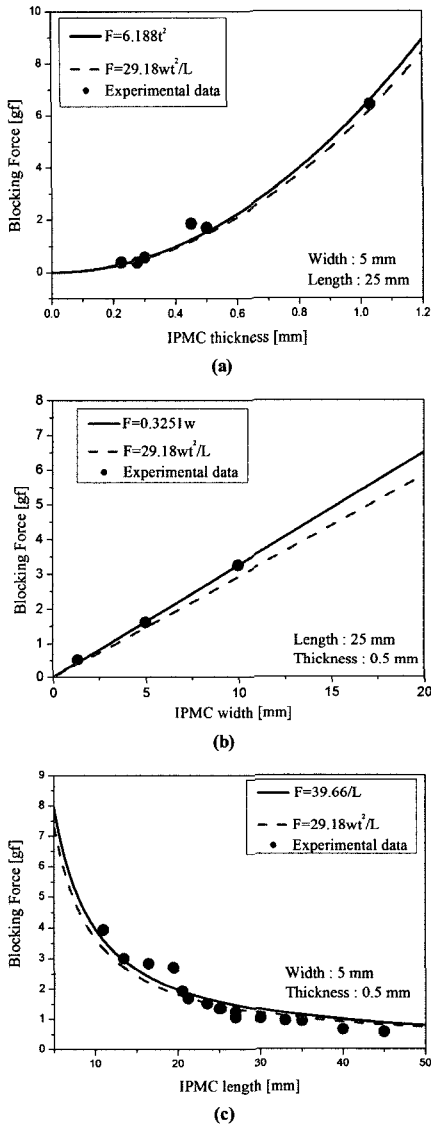 10
8
6
4
2
0
Blocking Force [gf]
F=6.188t²
F=29.18wt²/L
Experimental data
Width : 5 mm
Length : 25 mm
0.0 0.2 0.4 0.6 0.8 1.0 1.2
IPMC thickness [mm]
(a)
8
7
6
5
4
3
2
1
0
Blocking Force [gf]
F=0.3251w
F=29.18wt²/L
Experimental data
Length : 25 mm
Thickness : 0.5 mm
0 5 10 15 20
IPMC width [mm]
(b)
9
8
7
6
5
4
3
2
1
0
Blocking Force [gf]
F=39.66/L
F=29.18wt²/L
Experimental data
Width : 5 mm
Thickness : 0.5 mm
10 20 30 40 50
IPMC length [mm]
(c)